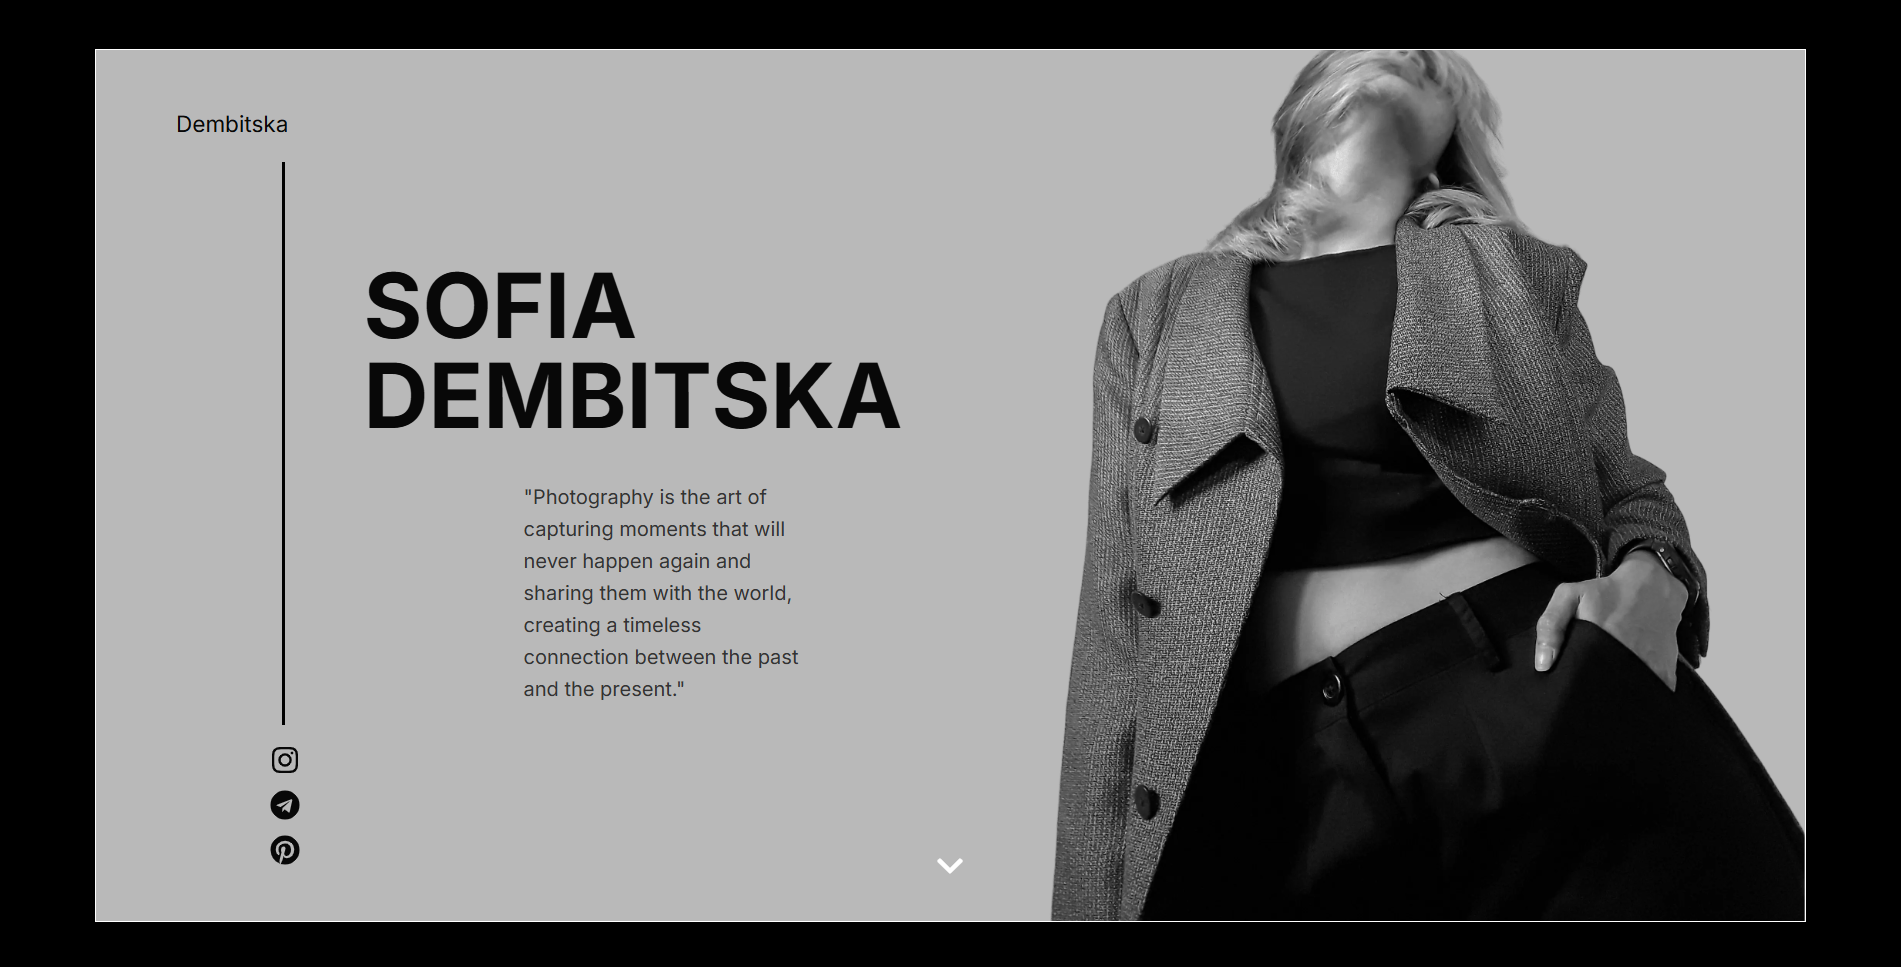 Dembitska
SOFIA
DEMBITSKA
"Photography is the art of
capturing moments that will
never happen again and
sharing them with the world,
creating a timeless
connection between the past
and the present."